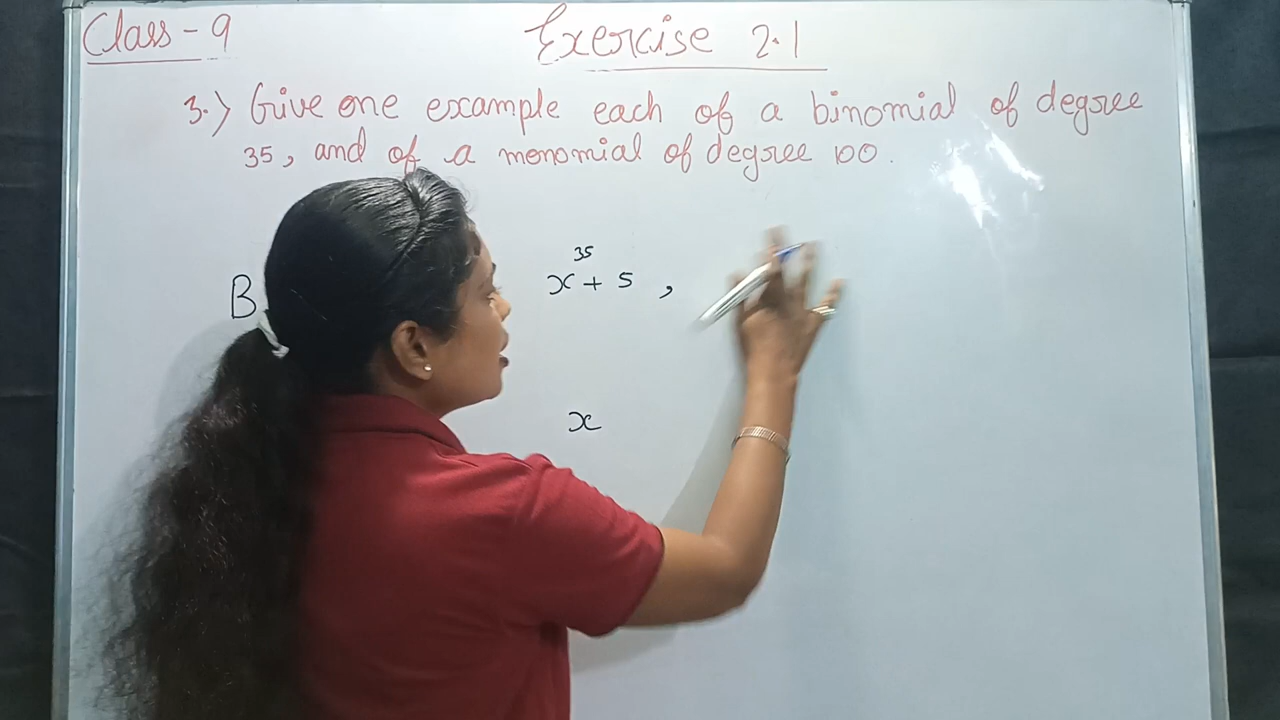 Class - 9
Exercise 2.1
3.) Give one example each of a binomial of degree
35, and of a monomial of degree 100.
B x³⁵ + 5 ,
x